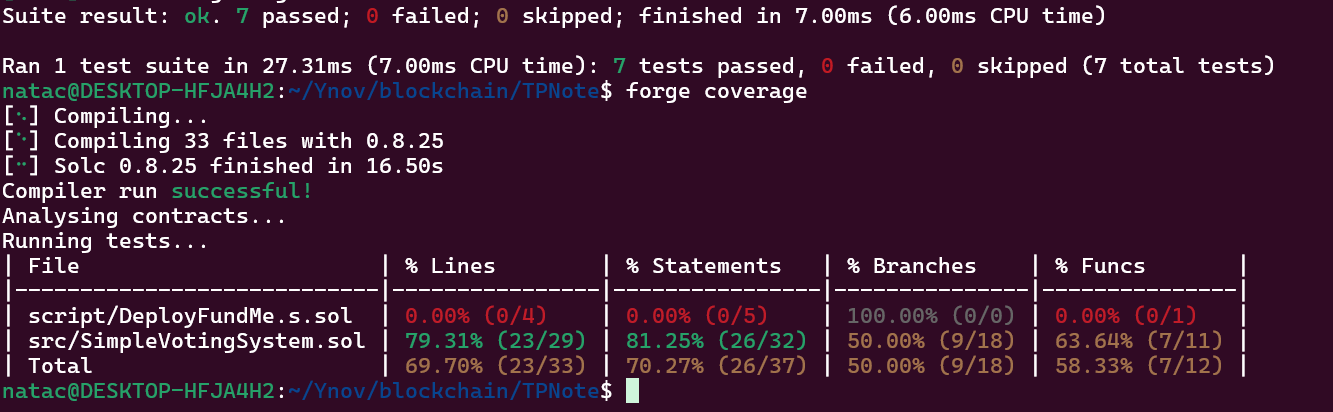 Suite result: ok. 7 passed; 0 failed; 0 skipped; finished in 7.00ms (6.00ms CPU time)
Ran 1 test suite in 27.31ms (7.00ms CPU time): 7 tests passed, 0 failed, 0 skipped (7 total tests)
natac@DESKTOP-HFJA4H2:~/Ynov/blockchain/TPNote$ forge coverage
[⠢] Compiling...
[⠑] Compiling 33 files with 0.8.25
[⠒] Solc 0.8.25 finished in 16.50s
Compiler run successful!
Analysing contracts...
Running tests...
| File                      | % Lines        | % Statements   | % Branches    | % Funcs       |
|---------------------------|----------------|----------------|---------------|---------------|
| script/DeployFundMe.s.sol | 0.00% (0/4)    | 0.00% (0/5)    | 100.00% (0/0) | 0.00% (0/1)   |
| src/SimpleVotingSystem.sol | 79.31% (23/29) | 81.25% (26/32) | 50.00% (9/18) | 63.64% (7/11) |
| Total                     | 69.70% (23/33) | 70.27% (26/37) | 50.00% (9/18) | 58.33% (7/12) |
natac@DESKTOP-HFJA4H2:~/Ynov/blockchain/TPNote$